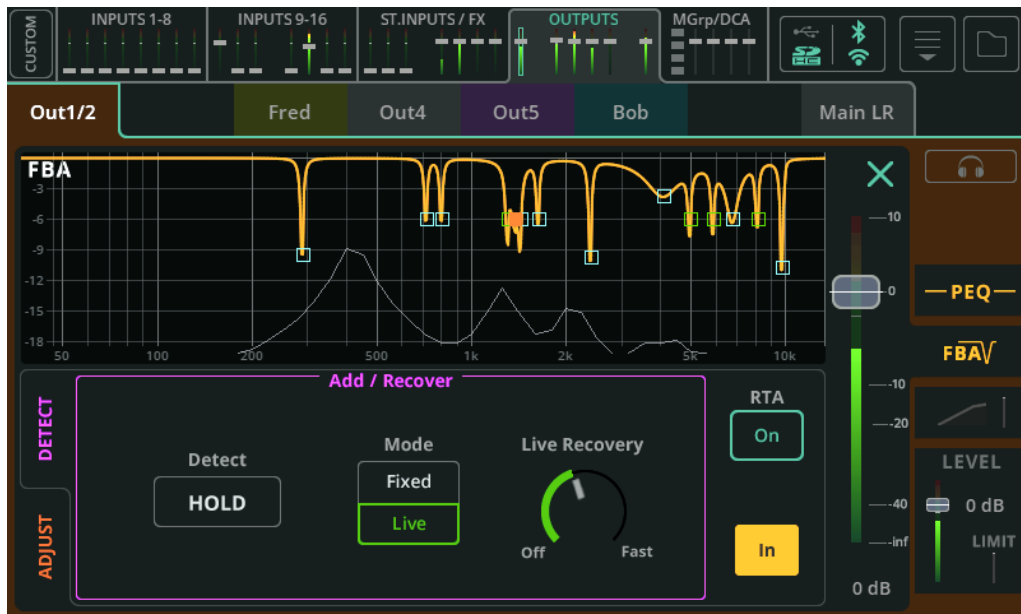 CUSTOM
INPUTS 1-8
INPUTS 9-16
ST.INPUTS / FX
OUTPUTS
MGrp/DCA
Out1/2
Fred
Out4
Out5
Bob
Main LR
FBA
-3
-6
-9
-12
-15
-18
50
100
200
500
1k
2k
5k
10k
10
0
-10
-20
-40
-inf
0 dB
PEQ
FBA
LEVEL
0 dB
LIMIT
DETECT
ADJUST
Add / Recover
Detect
HOLD
Mode
Fixed
Live
Live Recovery
Off
Fast
RTA
On
In